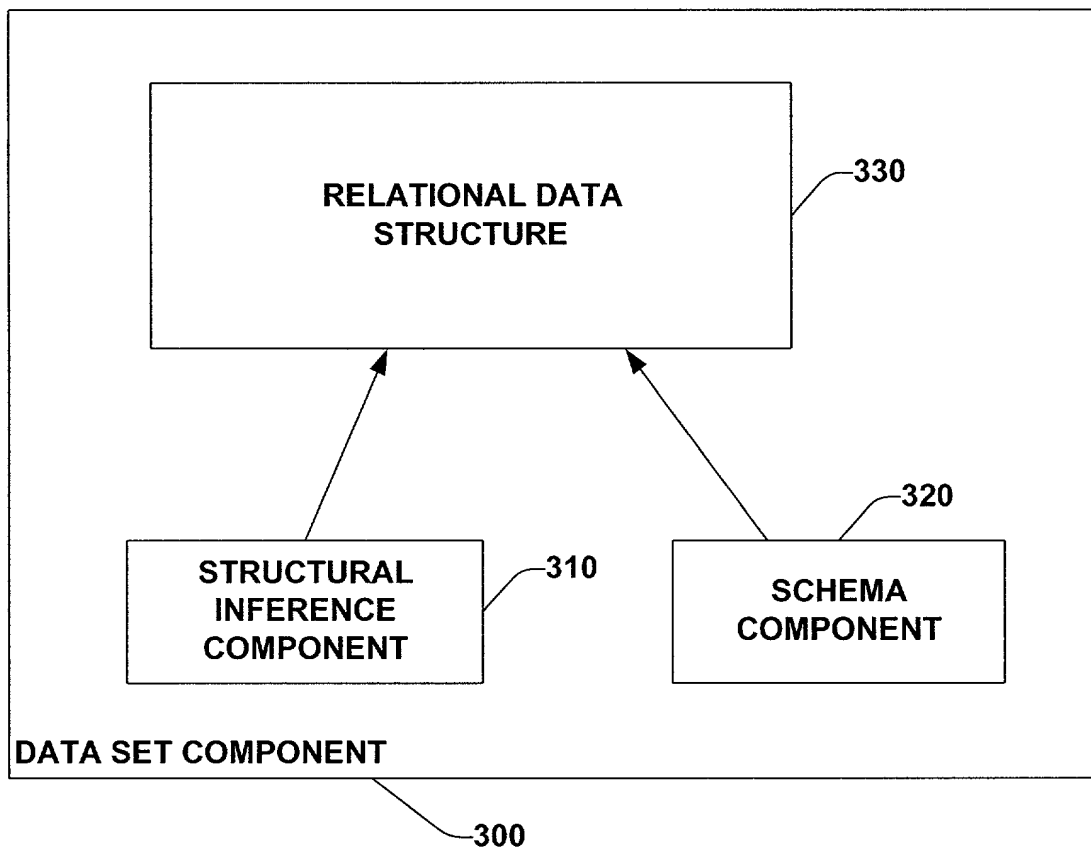 RELATIONAL DATA
STRUCTURE
330
320
STRUCTURAL
INFERENCE
COMPONENT
310
SCHEMA
COMPONENT
DATA SET COMPONENT
300